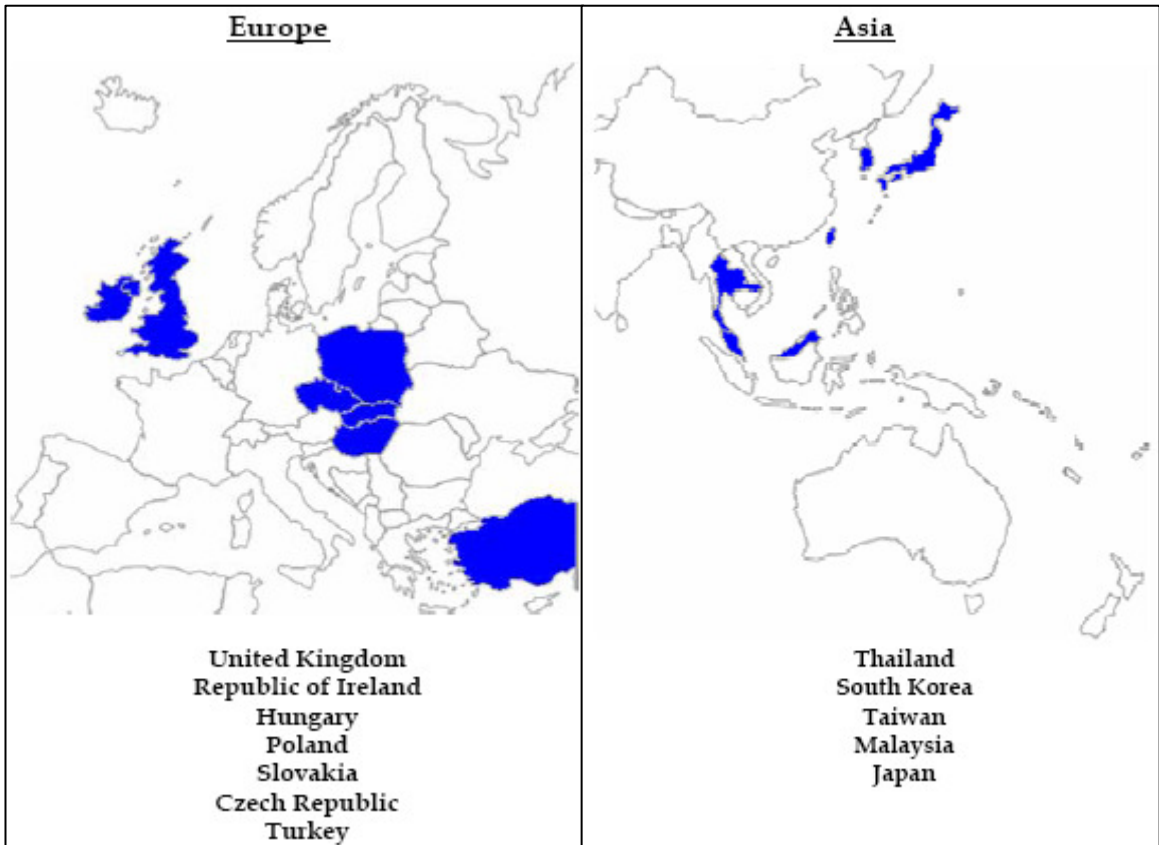 Europe
United Kingdom
Republic of Ireland
Hungary
Poland
Slovakia
Czech Republic
Turkey
Asia
Thailand
South Korea
Taiwan
Malaysia
Japan